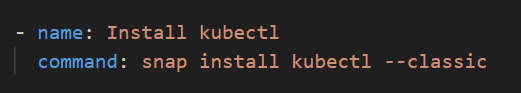 - name: Install kubectl
  command: snap install kubectl --classic